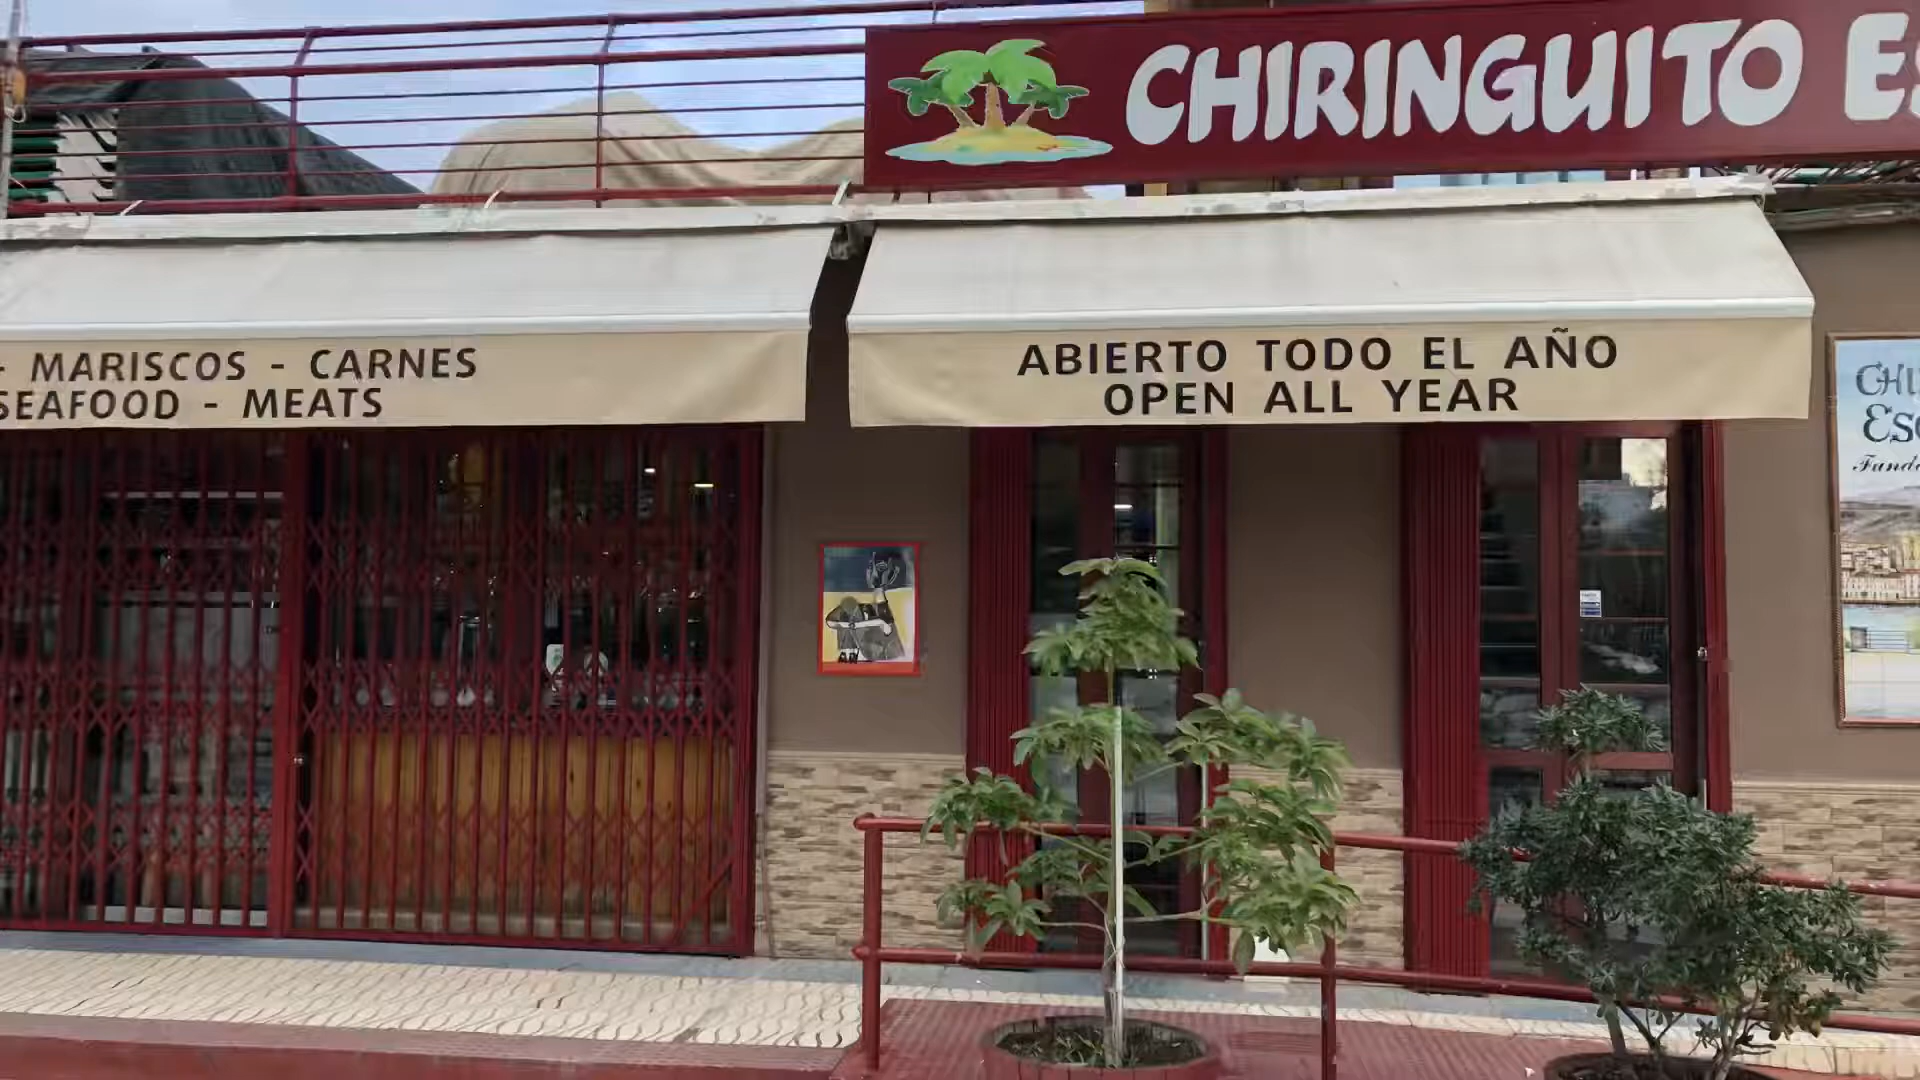 CHIRINGUITO
- MARISCOS - CARNES
SEAFOOD - MEATS
ABIERTO TODO EL AÑO
OPEN ALL YEAR